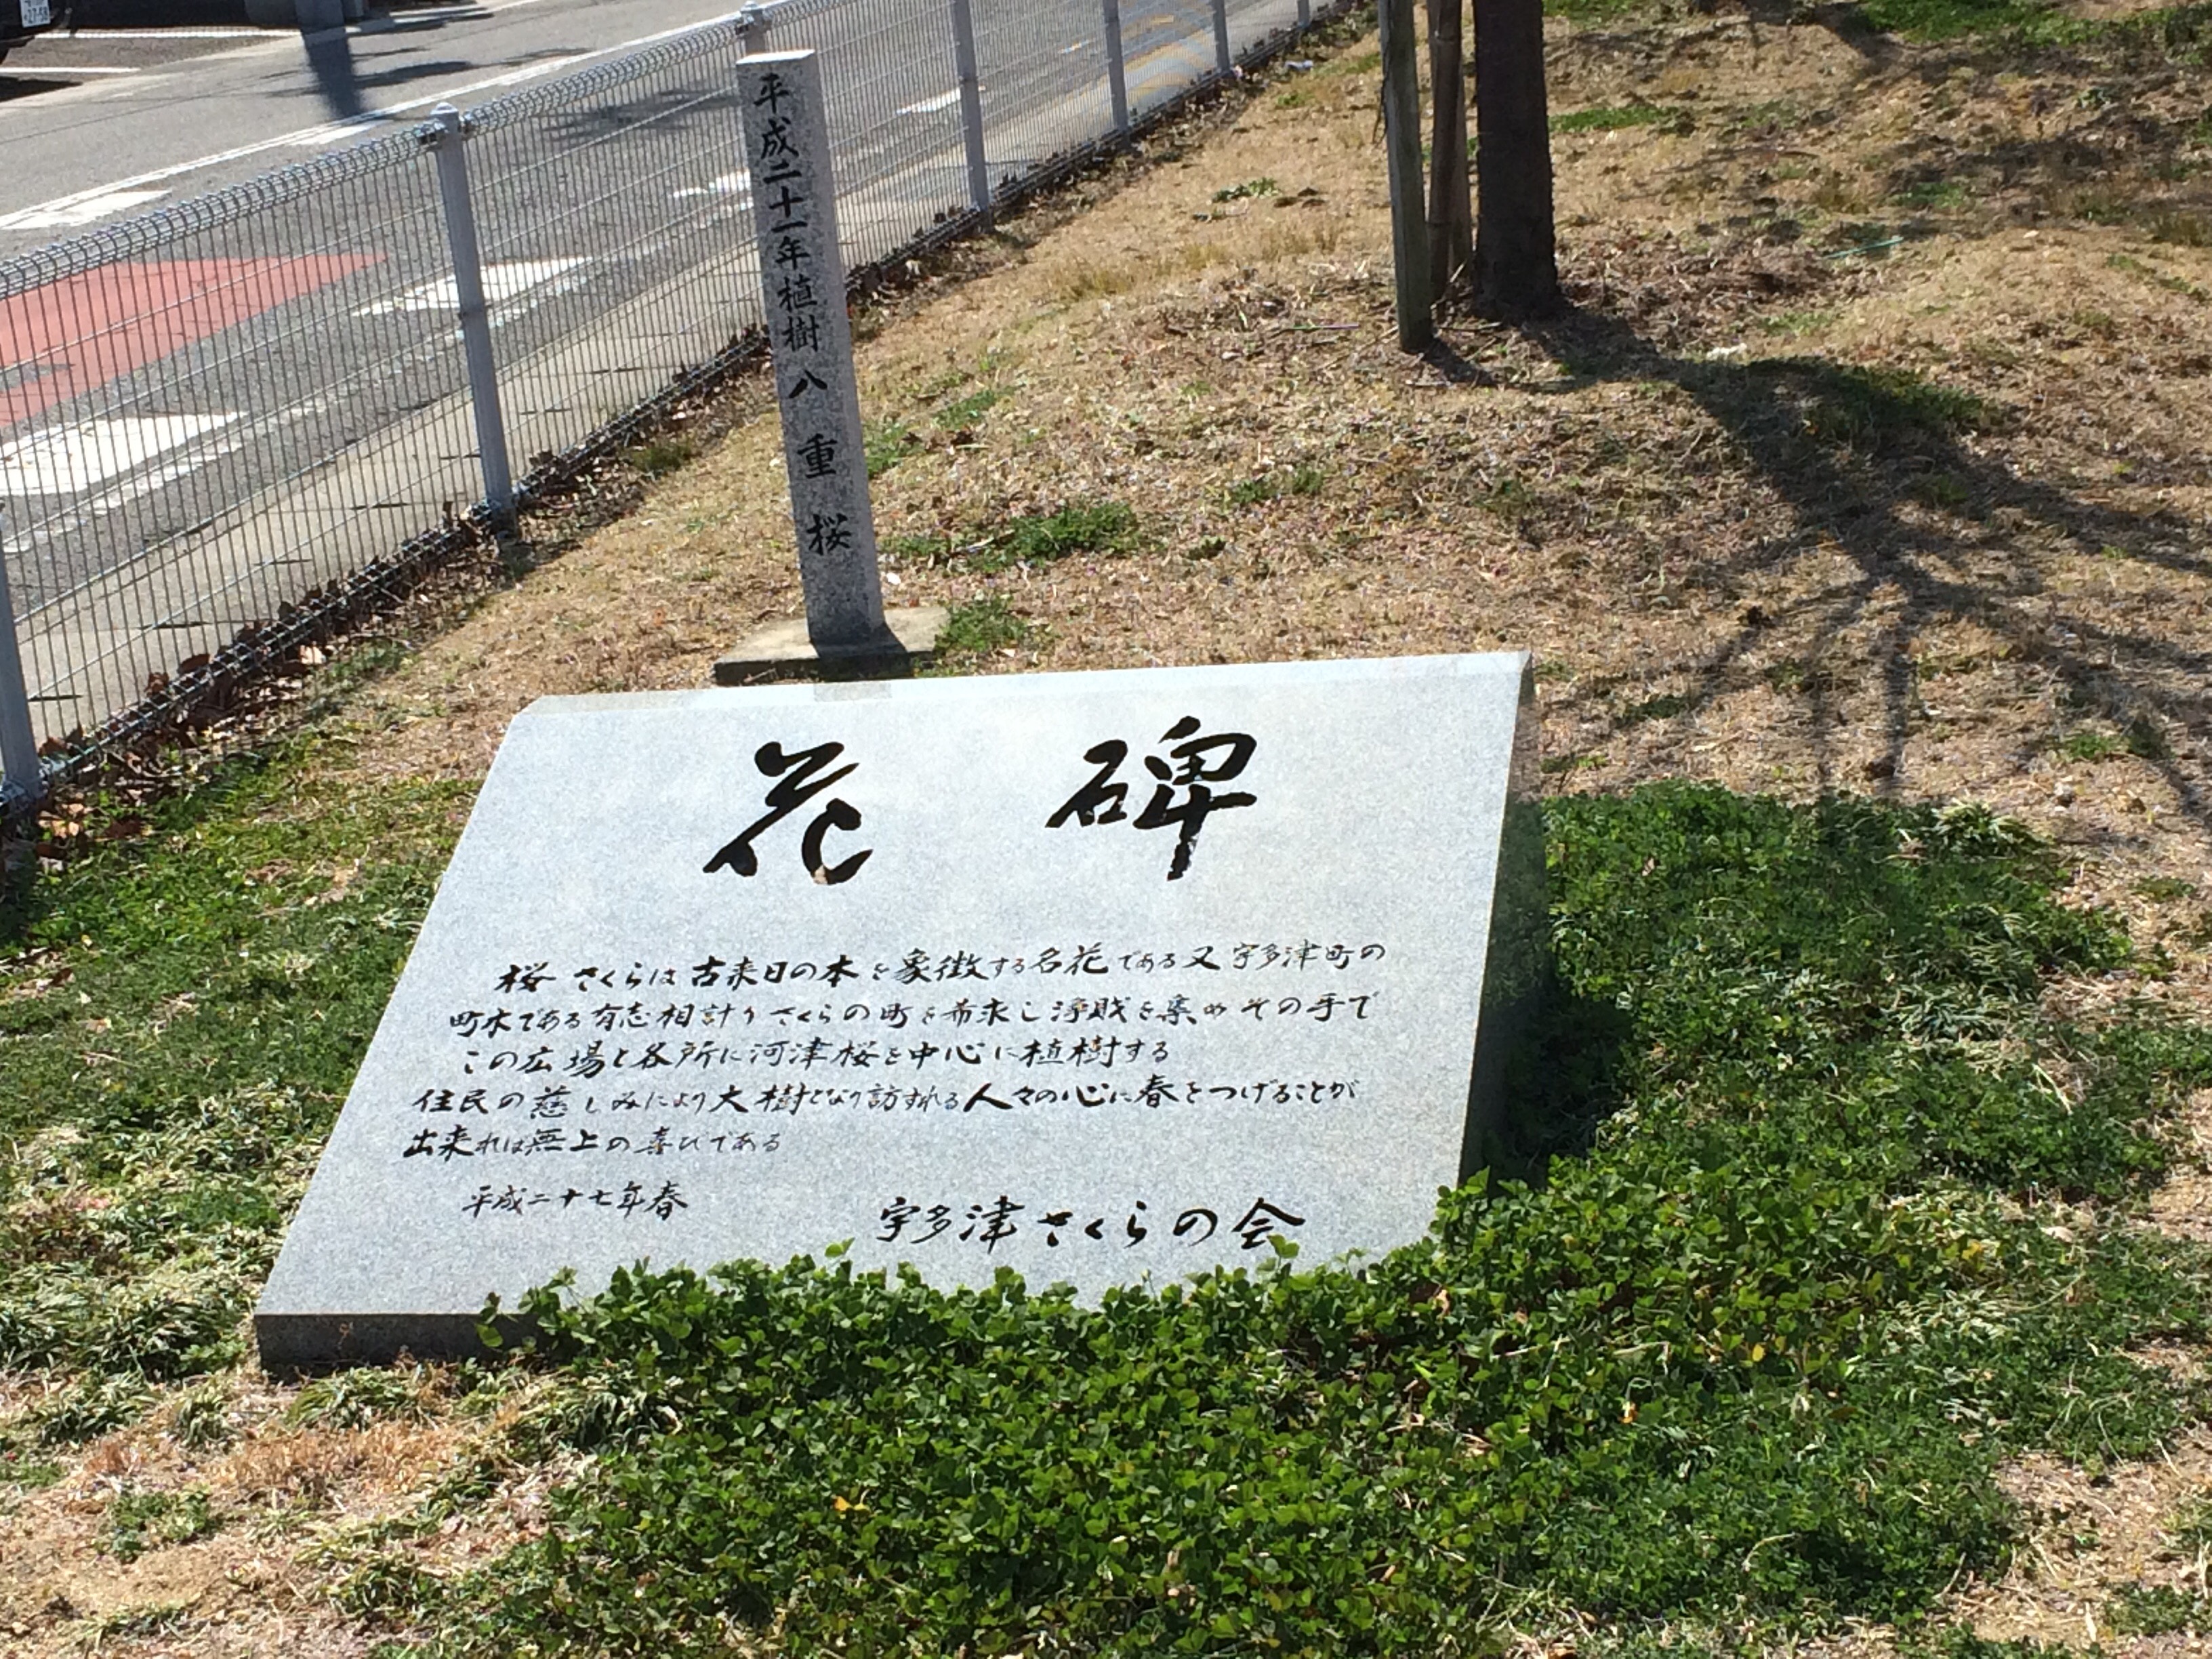 平成二十一年植樹八重桜
花碑
桜 さくらは古来日の本を象徴する名花である又宇多津町の
町木である有志相計りさくらの町を希求し浄財を集めその手で
この広場と各所に河津桜を中心に植樹する
住民の慈しみにより大樹となり訪すれる人々の心に春をつげることが
出来れは無上の喜びである
平成二十七年春
宇多津さくらの会